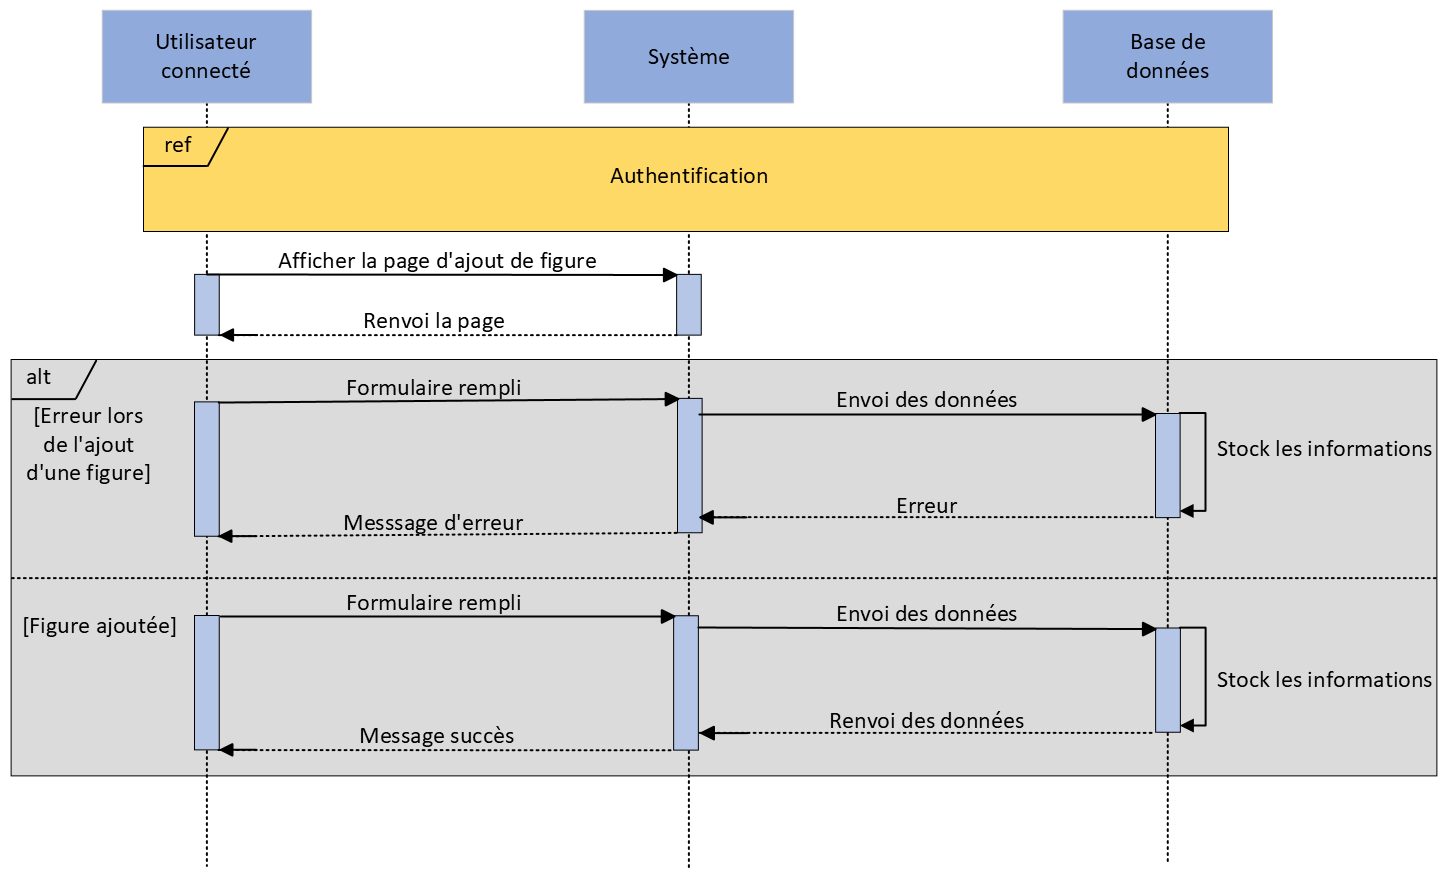 Utilisateur
connecté
Système
Base de
données
ref
Authentification
Afficher la page d'ajout de figure
Renvoi la page
alt
[Erreur lors
de l'ajout
d'une figure]
Formulaire rempli
Envoi des données
Stock les informations
Erreur
Messsage d'erreur
[Figure ajoutée]
Formulaire rempli
Envoi des données
Stock les informations
Renvoi des données
Message succès